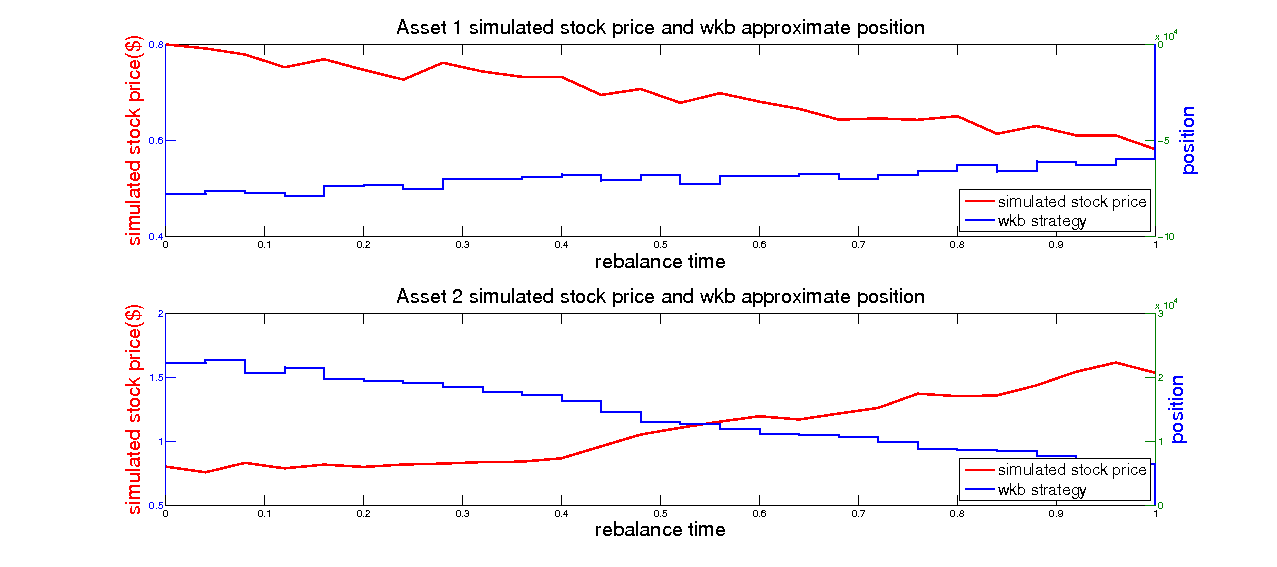 Asset 1 simulated stock price and wkb approximate position
simulated stock price($)
0.8
0.6
0.4
x 10^4
0
-5
-10
position
simulated stock price
wkb strategy
0 0.1 0.2 0.3 0.4 0.5 0.6 0.7 0.8 0.9 1
rebalance time
Asset 2 simulated stock price and wkb approximate position
simulated stock price($)
2
1.5
1
0.5
x 10^4
3
2
1
0
position
simulated stock price
wkb strategy
0 0.1 0.2 0.3 0.4 0.5 0.6 0.7 0.8 0.9 1
rebalance time